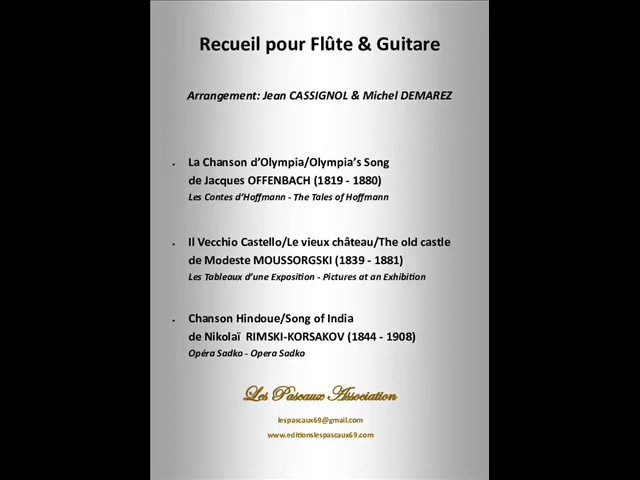 Recueil pour Flûte & Guitare
Arrangement: Jean CASSIGNOL & Michel DEMAREZ
• La Chanson d’Olympia/Olympia’s Song
de Jacques OFFENBACH (1819 - 1880)
Les Contes d’Hoffmann - The Tales of Hoffmann
• Il Vecchio Castello/Le vieux château/The old castle
de Modeste MOUSSORGSKI (1839 - 1881)
Les Tableaux d’une Exposition - Pictures at an Exhibition
• Chanson Hindoue/Song of India
de Nikolaï RIMSKI-KORSAKOV (1844 - 1908)
Opéra Sadko - Opera Sadko
Les Pascaux Association
lespascaux69@gmail.com
www.editionslespascaux69.com